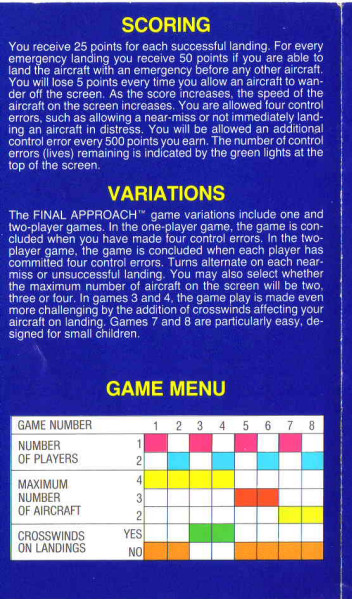 SCORING
You receive 25 points for each successful landing. For every
emergency landing you receive 50 points if you are able to
land the aircraft with an emergency before any other aircraft.
You will lose 5 points every time you allow an aircraft to wan-
der off the screen. As the score increases, the speed of the
aircraft on the screen increases. You are allowed four control
errors, such as allowing a near-miss or not immediately land-
ing an aircraft in distress. You will be allowed an additional
control error every 500 points you earn. The number of control
errors (lives) remaining is indicated by the green lights at the
top of the screen.
VARIATIONS
The FINAL APPROACH™ game variations include one and
two-player games. In the one-player game, the game is con-
cluded when you have made four control errors. In the two-
player game, the game is concluded when each player has
committed four control errors. Turns alternate on each near-
miss or unsuccessful landing. You may also select whether
the maximum number of aircraft on the screen will be two,
three or four. In games 3 and 4, the game play is made even
more challenging by the addition of crosswinds affecting your
aircraft on landing. Games 7 and 8 are particularly easy, de-
signed for small children.
GAME MENU
GAME NUMBER 1 2 3 4 5 6 7 8
NUMBER 1
OF PLAYERS 2
MAXIMUM 4
NUMBER 3
OF AIRCRAFT 2
CROSSWINDS YES
ON LANDINGS NO